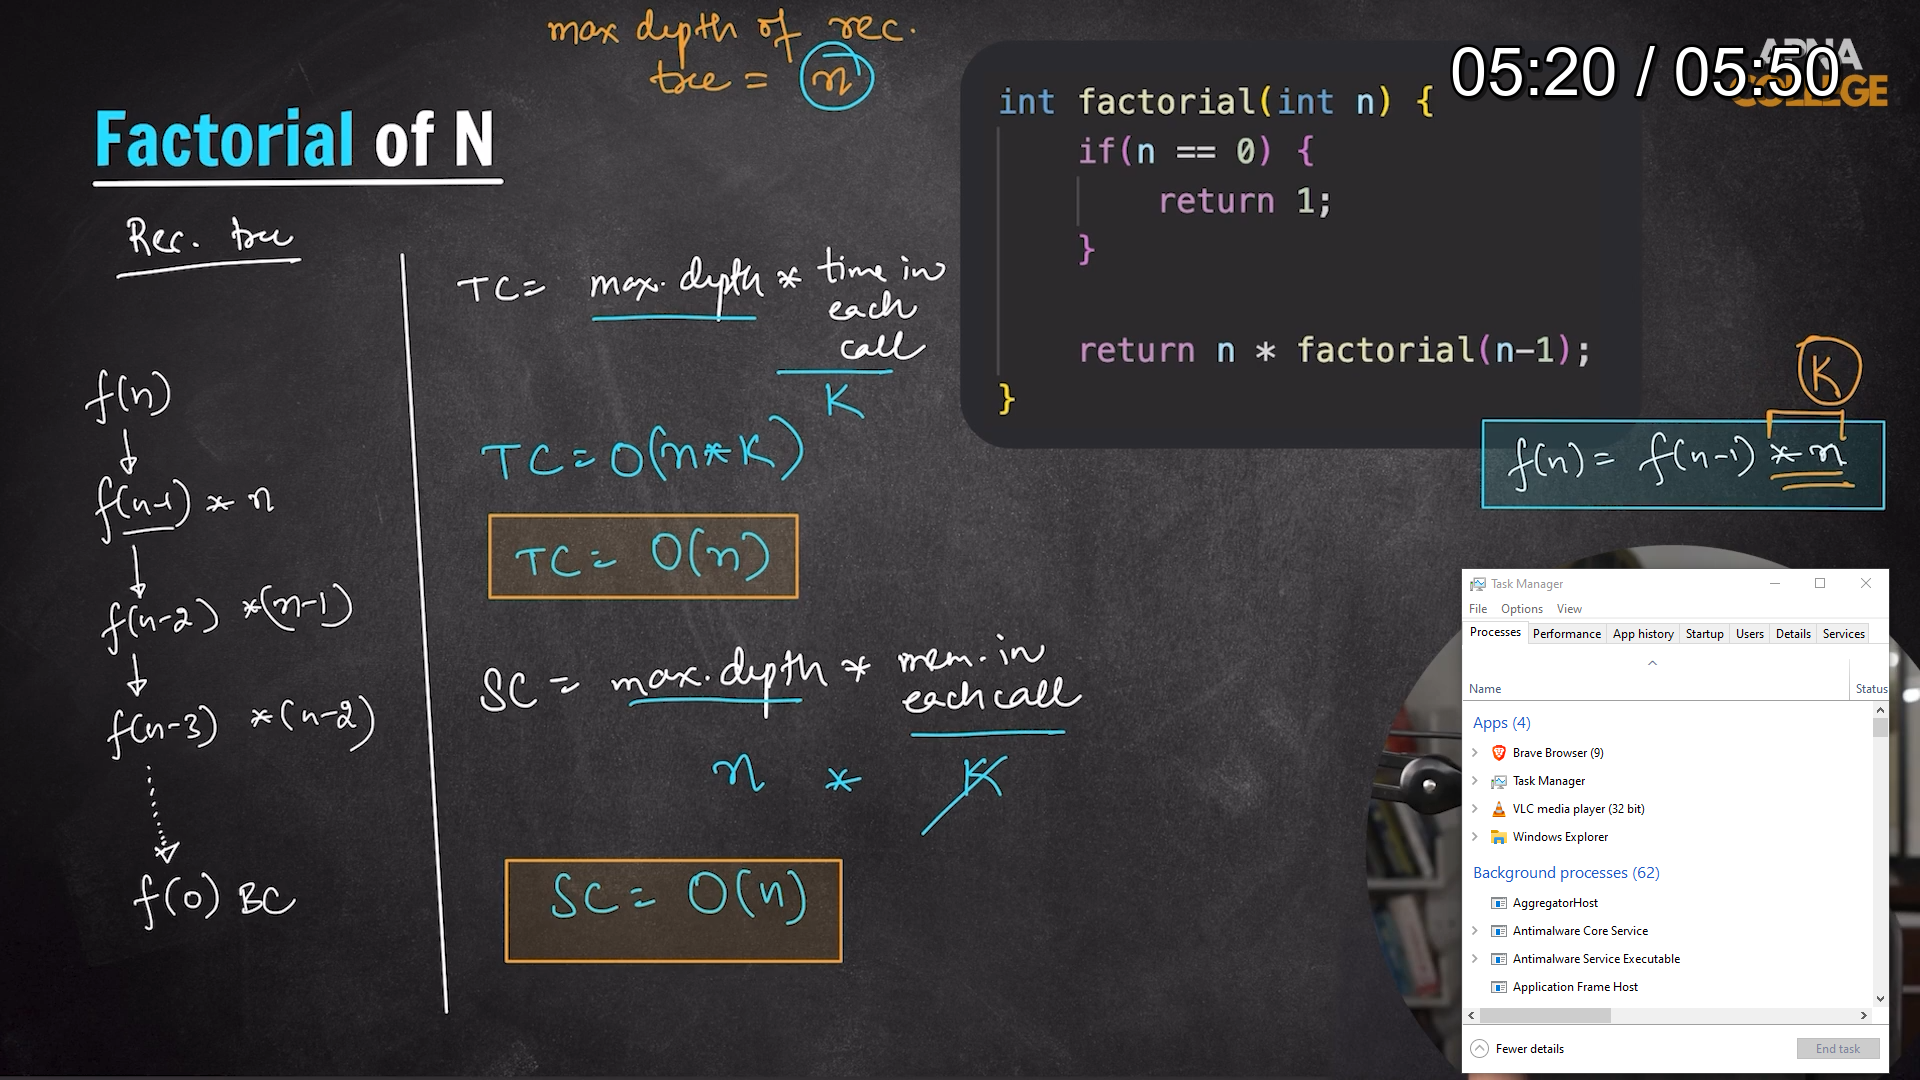 max depth of rec.
tree = n
APNA
COLLEGE
05:20 / 05:50
Factorial of N
int factorial(int n) {
if(n == 0) {
return 1;
}
return n * factorial(n-1);
}
Rec. tree
f(n)
f(n-1) * n
f(n-2) *(n-1)
f(n-3) *(n-2)
f(0) BC
TC = max. depth * time in
each
call
K
TC = O(n*K)
TC = O(n)
SC = max. depth * mem. in
each call
n * K
SC = O(n)
K
f(n) = f(n-1) * n
Task Manager
File Options View
Processes Performance App history Startup Users Details Services
Name Status
Apps (4)
Brave Browser (9)
Task Manager
VLC media player (32 bit)
Windows Explorer
Background processes (62)
AggregatorHost
Antimalware Core Service
Antimalware Service Executable
Application Frame Host
Fewer details
End task